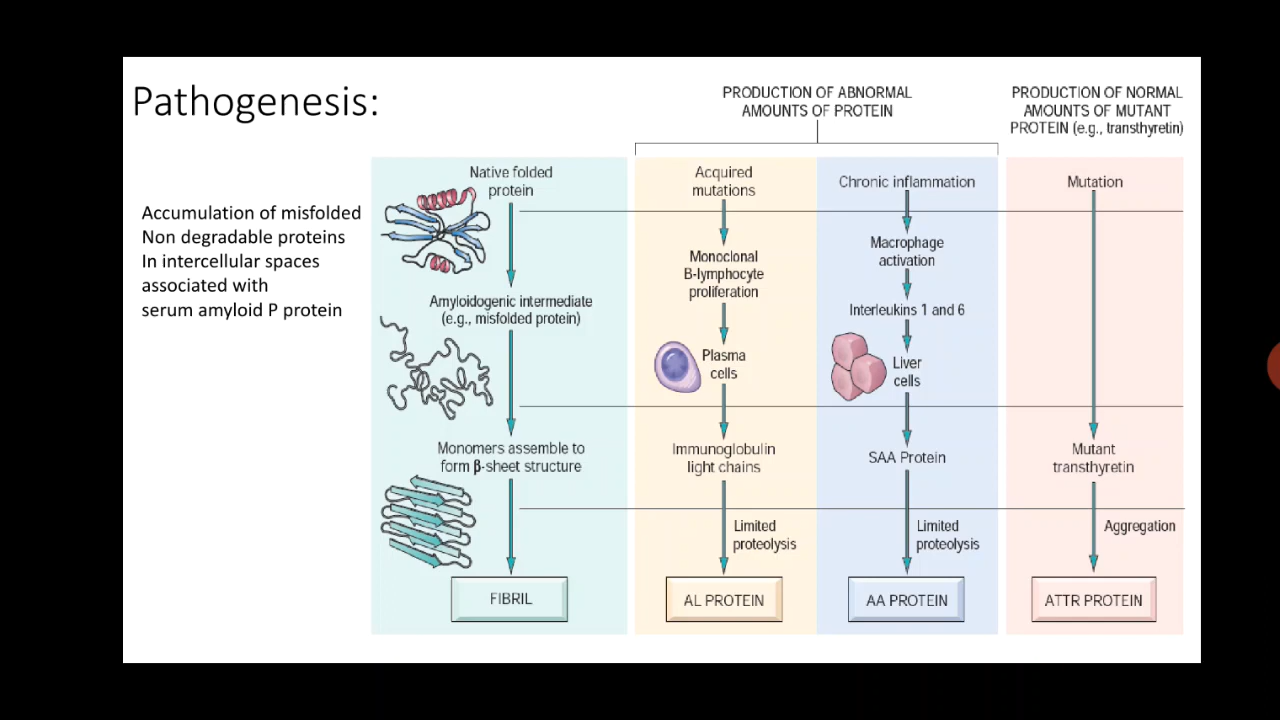 Pathogenesis:
Accumulation of misfolded
Non degradable proteins
In intercellular spaces
associated with
serum amyloid P protein
PRODUCTION OF ABNORMAL
AMOUNTS OF PROTEIN
PRODUCTION OF NORMAL
AMOUNTS OF MUTANT
PROTEIN (e.g., transthyretin)
Native folded
protein
Amyloidogenic intermediate
(e.g., misfolded protein)
Monomers assemble to
form β-sheet structure
FIBRIL
Acquired
mutations
Monoclonal
B-lymphocyte
proliferation
Plasma
cells
Immunoglobulin
light chains
Limited
proteolysis
AL PROTEIN
Chronic inflammation
Macrophage
activation
Interleukins 1 and 6
Liver
cells
SAA Protein
Limited
proteolysis
AA PROTEIN
Mutation
Mutant
transthyretin
Aggregation
ATTR PROTEIN